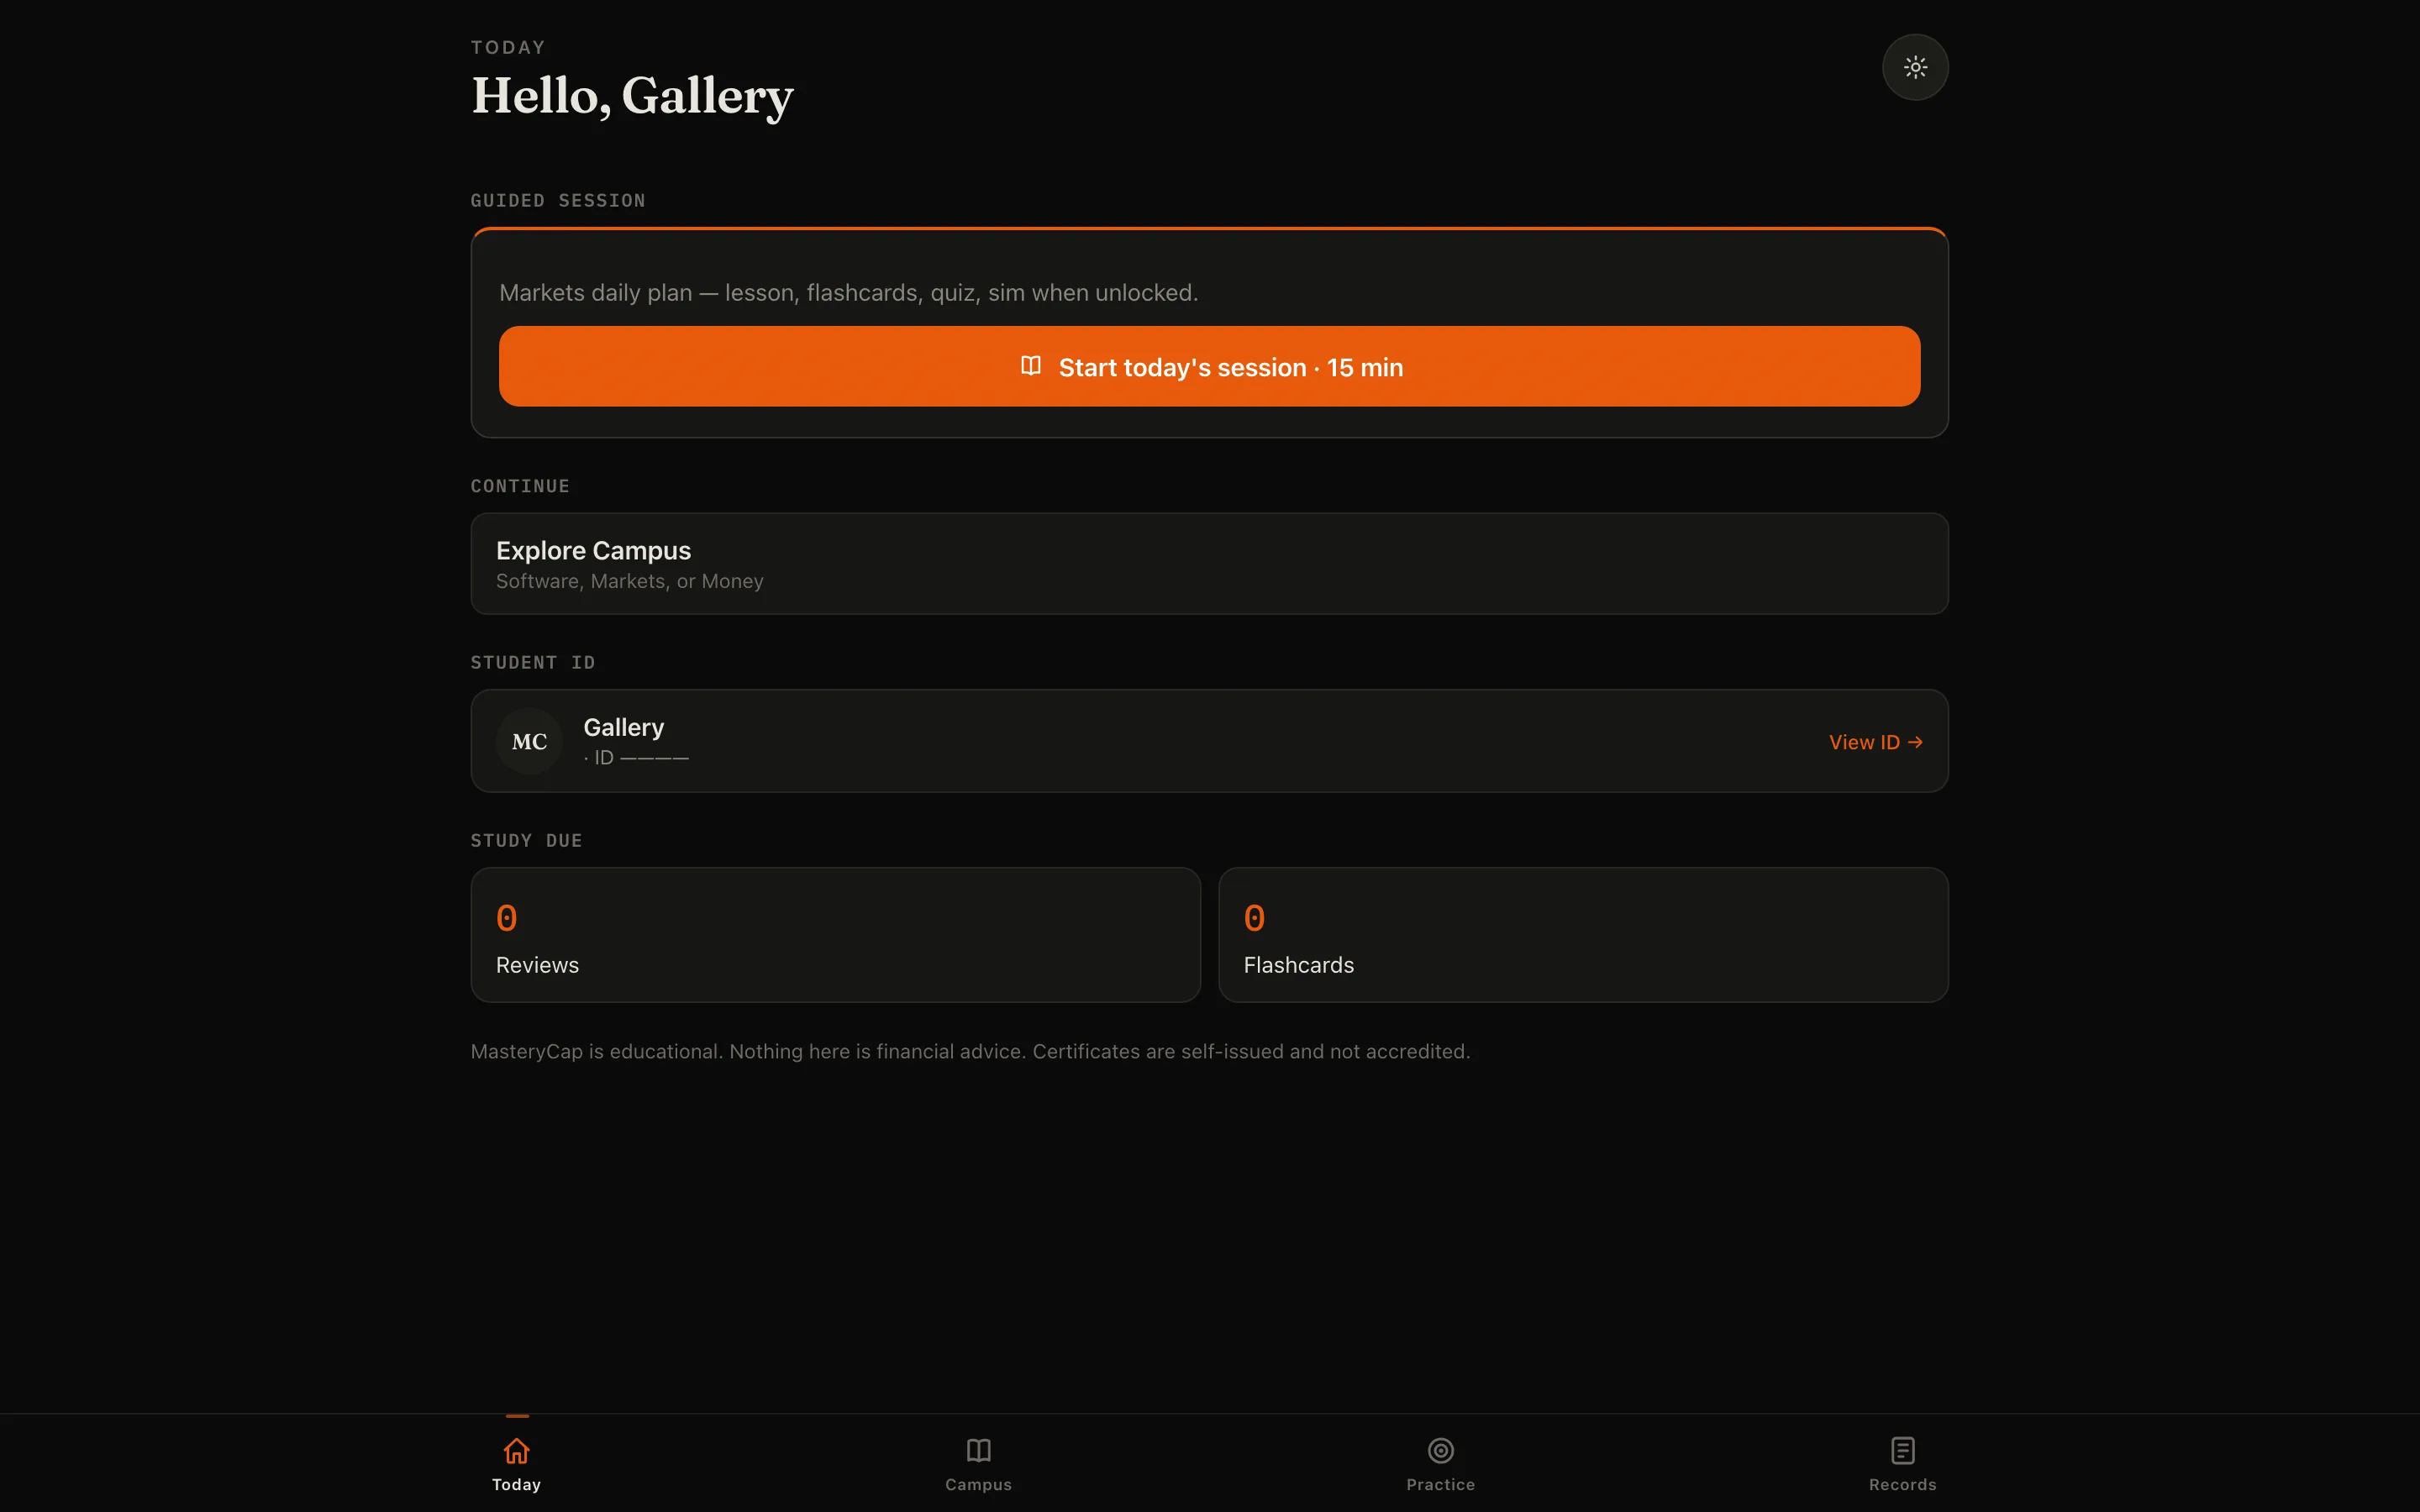 TODAY
Hello, Gallery
GUIDED SESSION
Markets daily plan — lesson, flashcards, quiz, sim when unlocked.
Start today's session · 15 min
CONTINUE
Explore Campus
Software, Markets, or Money
STUDENT ID
MC
Gallery
· ID ————
View ID →
STUDY DUE
0
Reviews
0
Flashcards
MasteryCap is educational. Nothing here is financial advice. Certificates are self-issued and not accredited.
Today
Campus
Practice
Records